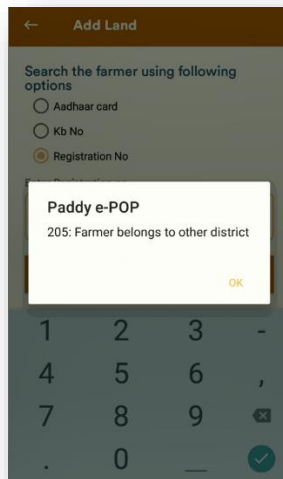 ← Add Land
Search the farmer using following
options
Aadhaar card
Kb No
Registration No
Paddy e-POP
205: Farmer belongs to other district
OK
1 2 3 -
4 5 6 ,
7 8 9
. 0 _